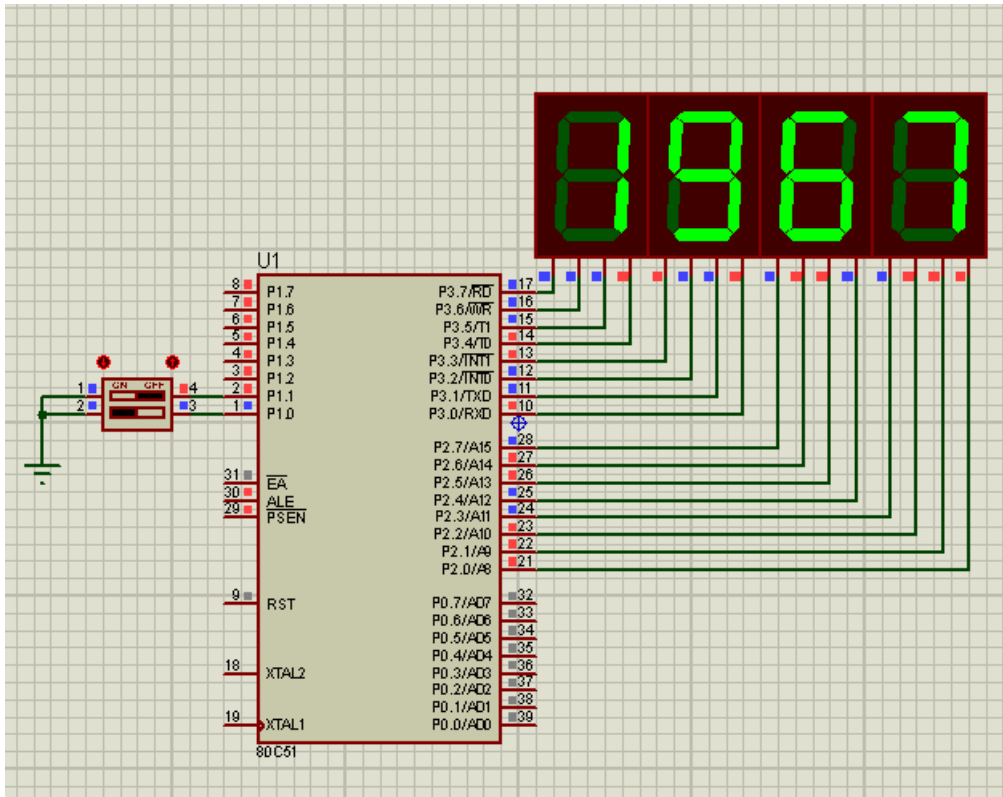 1967
U1
8 P1.7 P3.7/RD 17
7 P1.6 P3.6/WR 16
6 P1.5 P3.5/T1 15
5 P1.4 P3.4/T0 14
4 P1.3 P3.3/INT1 13
3 P1.2 P3.2/INT0 12
1 ON OFF 4 2 P1.1 P3.1/TXD 11
2 3 1 P1.0 P3.0/RXD 10
P2.7/A15 28
P2.6/A14 27
31 EA P2.5/A13 26
30 ALE P2.4/A12 25
29 PSEN P2.3/A11 24
P2.2/A10 23
P2.1/A9 22
P2.0/A8 21
9 RST P0.7/AD7 32
P0.6/AD6 33
P0.5/AD5 34
P0.4/AD4 35
18 XTAL2 P0.3/AD3 36
P0.2/AD2 37
P0.1/AD1 38
19 XTAL1 P0.0/AD0 39
80C51